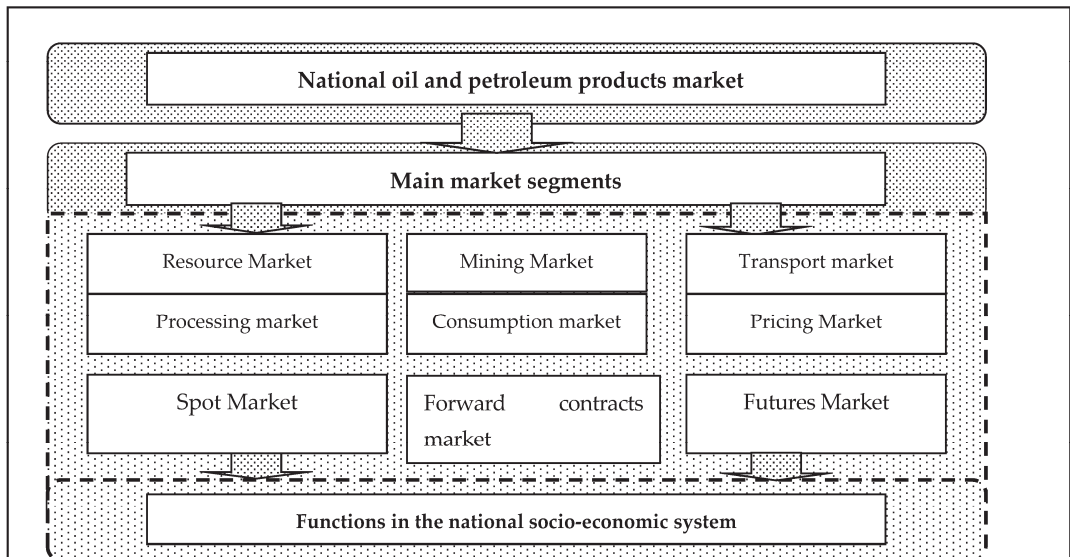 National oil and petroleum products market
Main market segments
Resource Market
Mining Market
Transport market
Processing market
Consumption market
Pricing Market
Spot Market
Forward contracts
market
Futures Market
Functions in the national socio-economic system